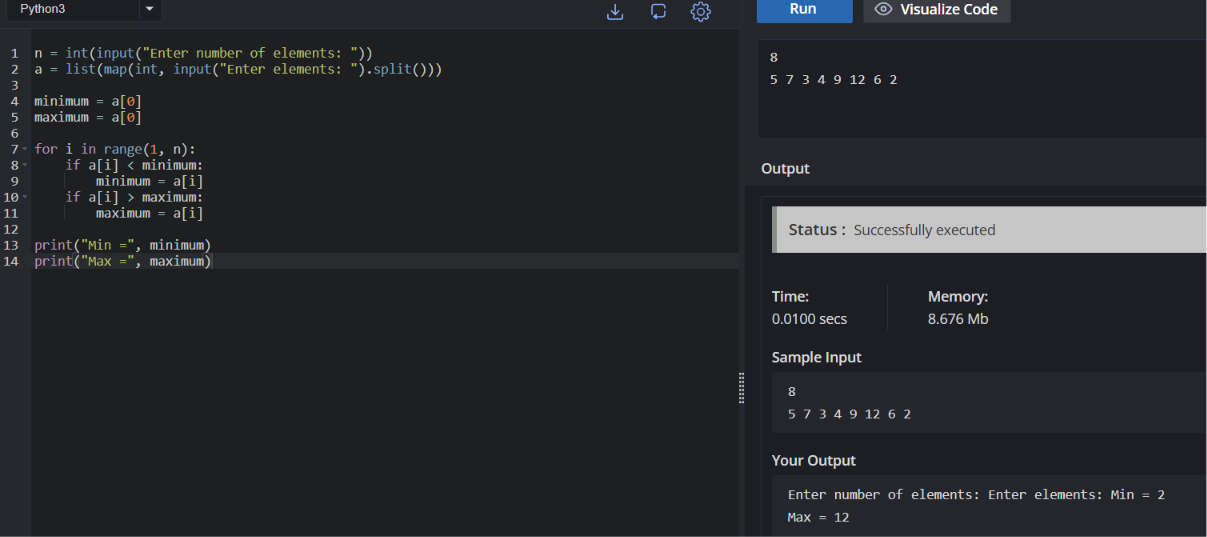 Python3
1 n = int(input("Enter number of elements: "))
2 a = list(map(int, input("Enter elements: ").split()))
3
4 minimum = a[0]
5 maximum = a[0]
6
7 for i in range(1, n):
8     if a[i] < minimum:
9         minimum = a[i]
10     if a[i] > maximum:
11         maximum = a[i]
12
13 print("Min =", minimum)
14 print("Max =", maximum)
Run
Visualize Code
8
5 7 3 4 9 12 6 2
Output
Status : Successfully executed
Time:
0.0100 secs
Memory:
8.676 Mb
Sample Input
8
5 7 3 4 9 12 6 2
Your Output
Enter number of elements: Enter elements: Min = 2
Max = 12